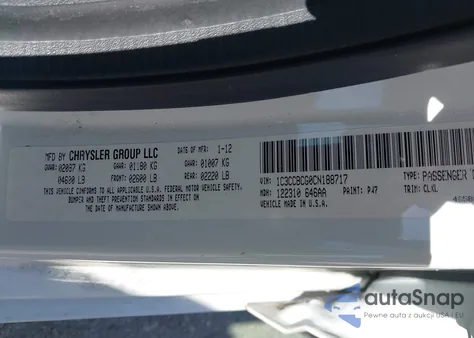 MFD BY CHRYSLER GROUP LLC DATE OF MFR: 1-12
GVWR: 02087 KG GAWR: 01180 KG GAWR: 01007 KG
04600 LB FRONT: 02600 LB REAR: 02220 LB
THIS VEHICLE CONFORMS TO ALL APPLICABLE U.S.A. FEDERAL MOTOR VEHICLE SAFETY,
BUMPER AND THEFT PREVENTION STANDARDS IN EFFECT ON
THE DATE OF MANUFACTURE SHOWN ABOVE.
VIN: 1C3CCBCG0CN188717 TYPE: PASSENGER
MDH: 122310 646AA PAINT: PW7 TRIM: CLXL
VEHICLE MADE IN U.S.A.
autoSnap
Pewne auta z aukcji USA i EU